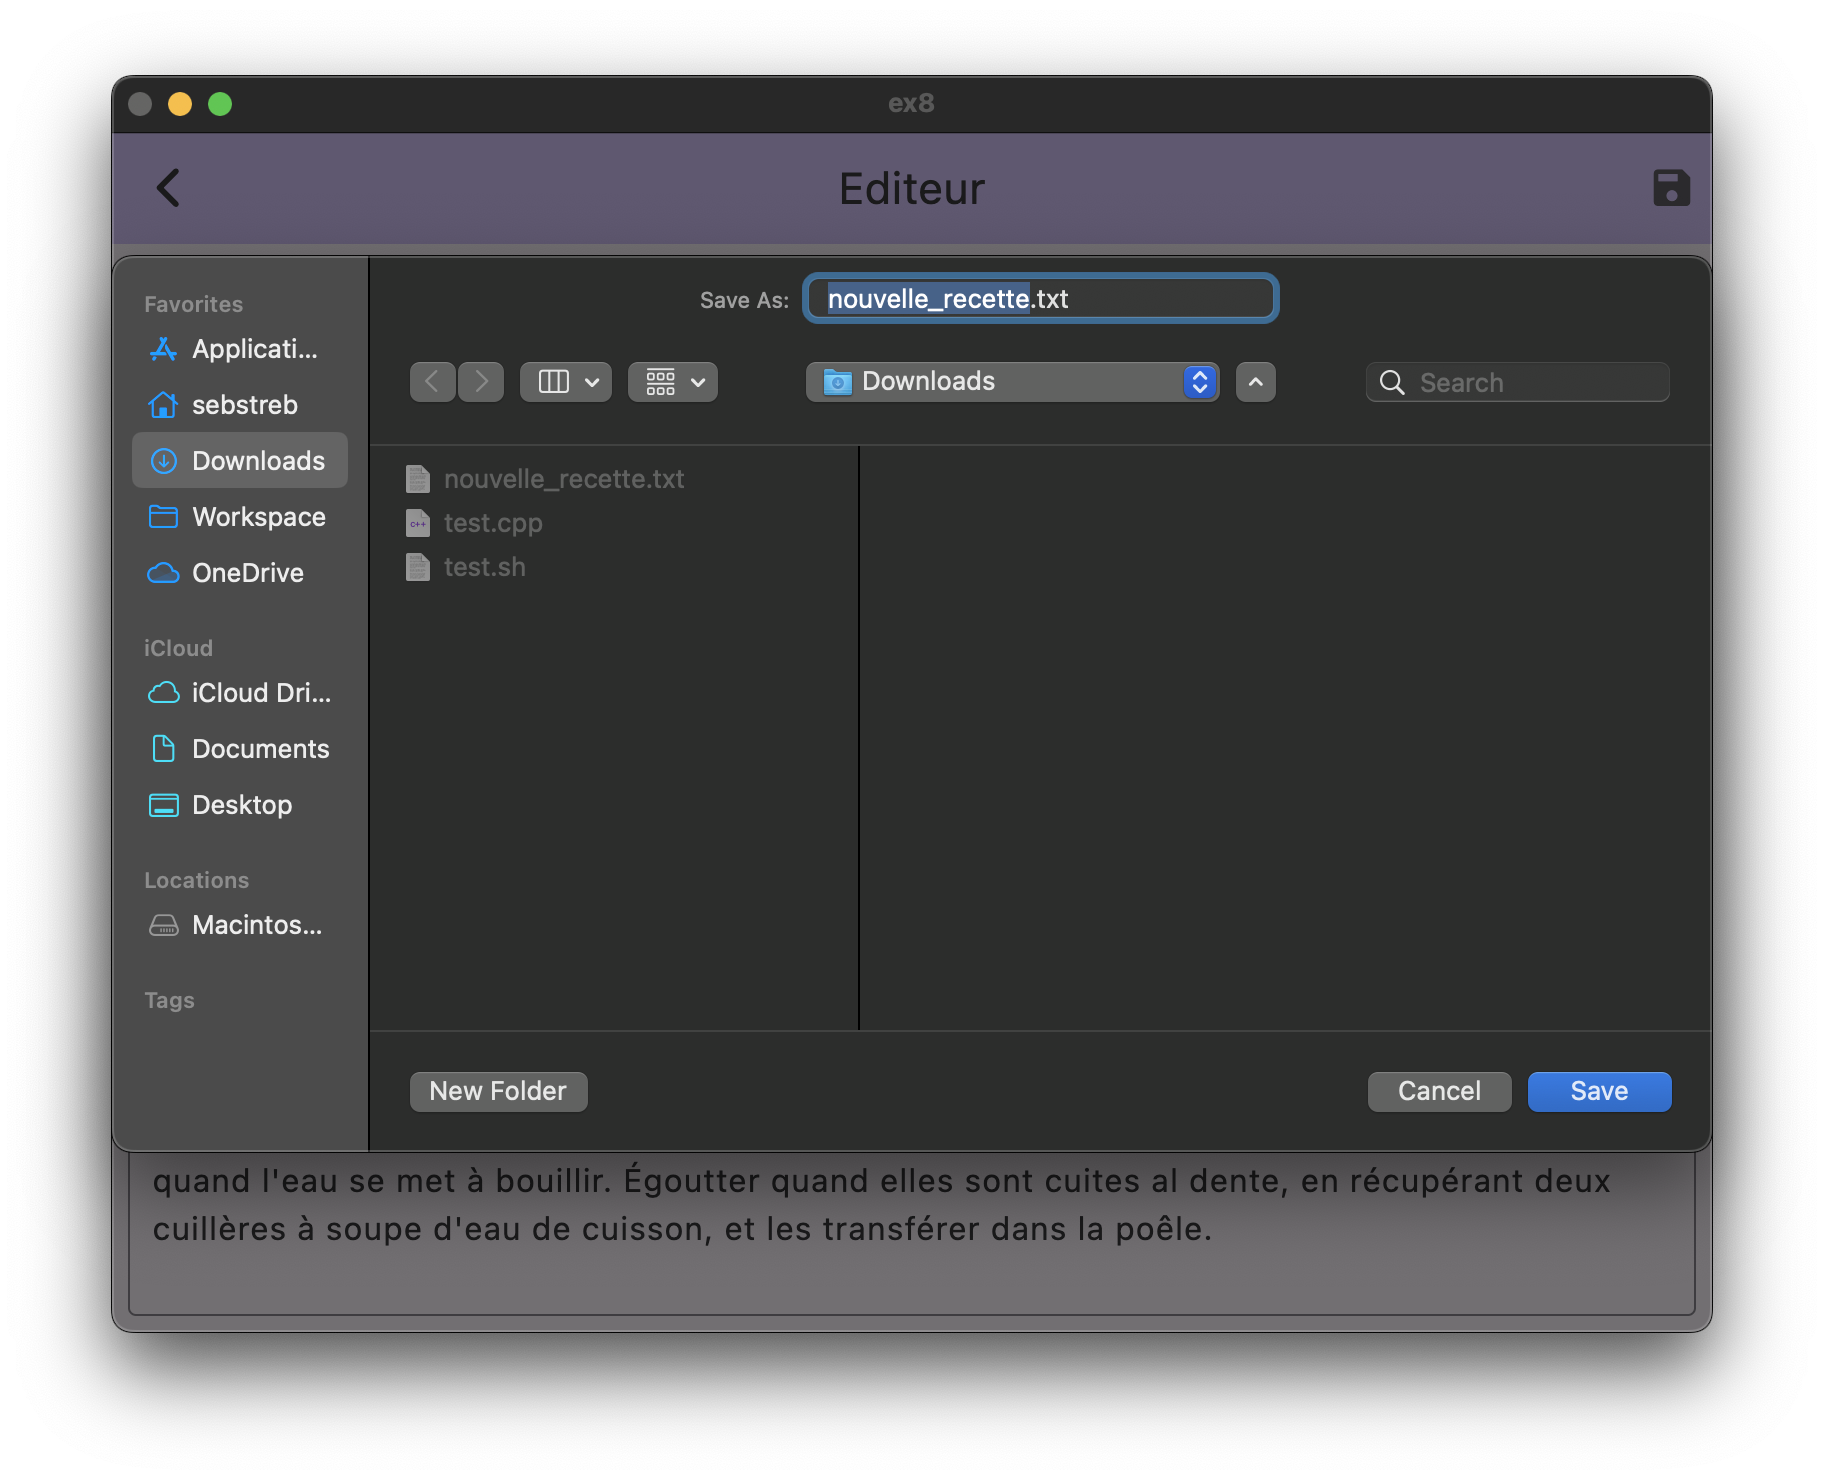 ex8
Editeur
Save As: nouvelle_recette.txt
Downloads
Search
Favorites
Applicati...
sebstreb
Downloads
Workspace
OneDrive
iCloud
iCloud Dri...
Documents
Desktop
Locations
Macintos...
Tags
nouvelle_recette.txt
C++ test.cpp
test.sh
New Folder
Cancel
Save
quand l'eau se met à bouillir. Égoutter quand elles sont cuites al dente, en récupérant deux
cuillères à soupe d'eau de cuisson, et les transférer dans la poêle.